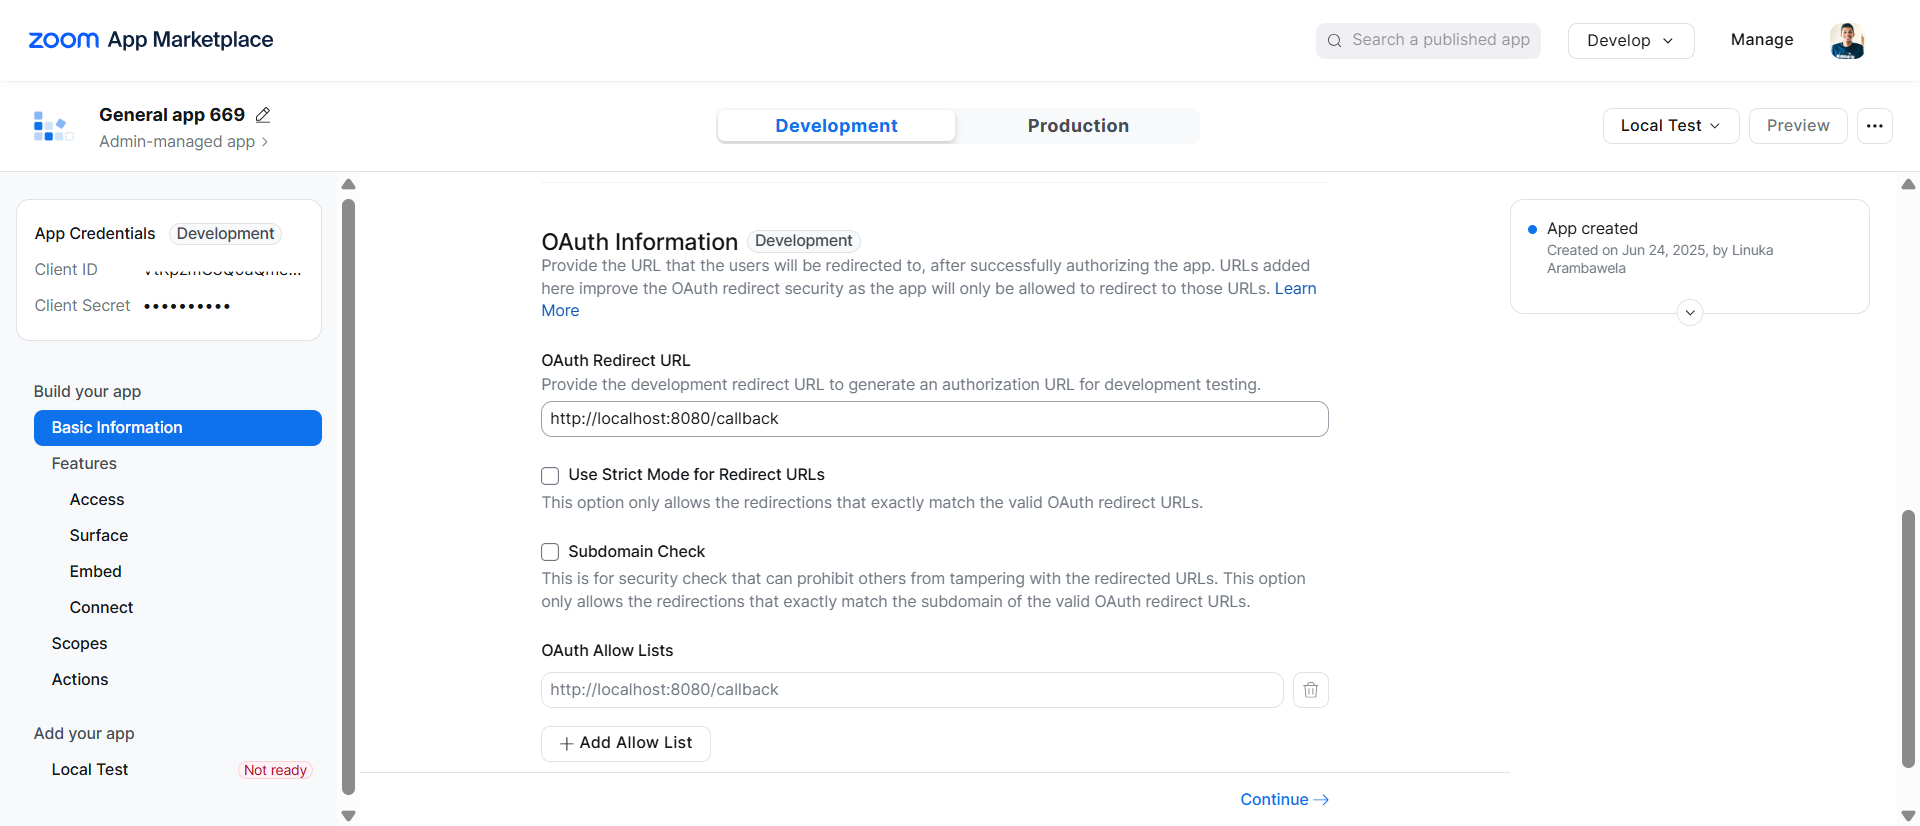 zoom App Marketplace
Search a published app
Develop
Manage
General app 669
Admin-managed app >
Development
Production
Local Test
Preview
App Credentials Development
Client ID
Client Secret ••••••••••
Build your app
Basic Information
Features
Access
Surface
Embed
Connect
Scopes
Actions
Add your app
Local Test Not ready
OAuth Information Development
Provide the URL that the users will be redirected to, after successfully authorizing the app. URLs added
here improve the OAuth redirect security as the app will only be allowed to redirect to those URLs. Learn
More
OAuth Redirect URL
Provide the development redirect URL to generate an authorization URL for development testing.
http://localhost:8080/callback
Use Strict Mode for Redirect URLs
This option only allows the redirections that exactly match the valid OAuth redirect URLs.
Subdomain Check
This is for security check that can prohibit others from tampering with the redirected URLs. This option
only allows the redirections that exactly match the subdomain of the valid OAuth redirect URLs.
OAuth Allow Lists
http://localhost:8080/callback
+ Add Allow List
Continue →
App created
Created on Jun 24, 2025, by Linuka
Arambawela